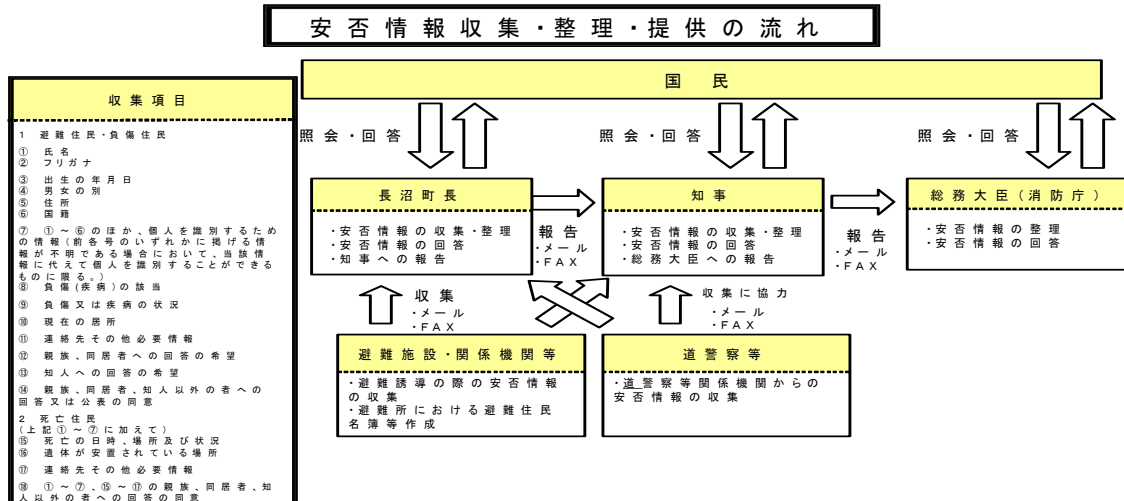 安否情報収集・整理・提供の流れ
国民
収集項目
1 避難住民・負傷住民
① 氏名
② フリガナ
③ 出生の年月日
④ 男女の別
⑤ 住所
⑥ 国籍
⑦ ①～⑥のほか、個人を識別するため
の情報(前各号のいずれかに掲げる情
報が不明である場合において、当該情
報に代えて個人を識別することができる
ものに限る。)
⑧ 負傷(疾病)の該当
⑨ 負傷又は疾病の状況
⑩ 現在の居所
⑪ 連絡先その他必要情報
⑫ 親族、同居者への回答の希望
⑬ 知人への回答の希望
⑭ 親族、同居者、知人以外の者への
回答又は公表の同意
2 死亡住民
(上記①～⑦に加えて)
⑮ 死亡の日時、場所及び状況
⑯ 遺体が安置されている場所
⑰ 連絡先その他必要情報
⑱ ①～⑦、⑮～⑰の親族、同居者、知
人以外の者への回答の同意
照会・回答
照会・回答
照会・回答
長沼町長
・安否情報の収集・整理
・安否情報の回答
・知事への報告
報告
・メール
・FAX
知事
・安否情報の収集・整理
・安否情報の回答
・総務大臣への報告
報告
・メール
・FAX
総務大臣(消防庁)
・安否情報の整理
・安否情報の回答
収集
・メール
・FAX
収集に協力
・メール
・FAX
避難施設・関係機関等
・避難誘導の際の安否情報
の収集
・避難所における避難住民
名簿等作成
道警察等
・道警察等関係機関からの
安否情報の収集